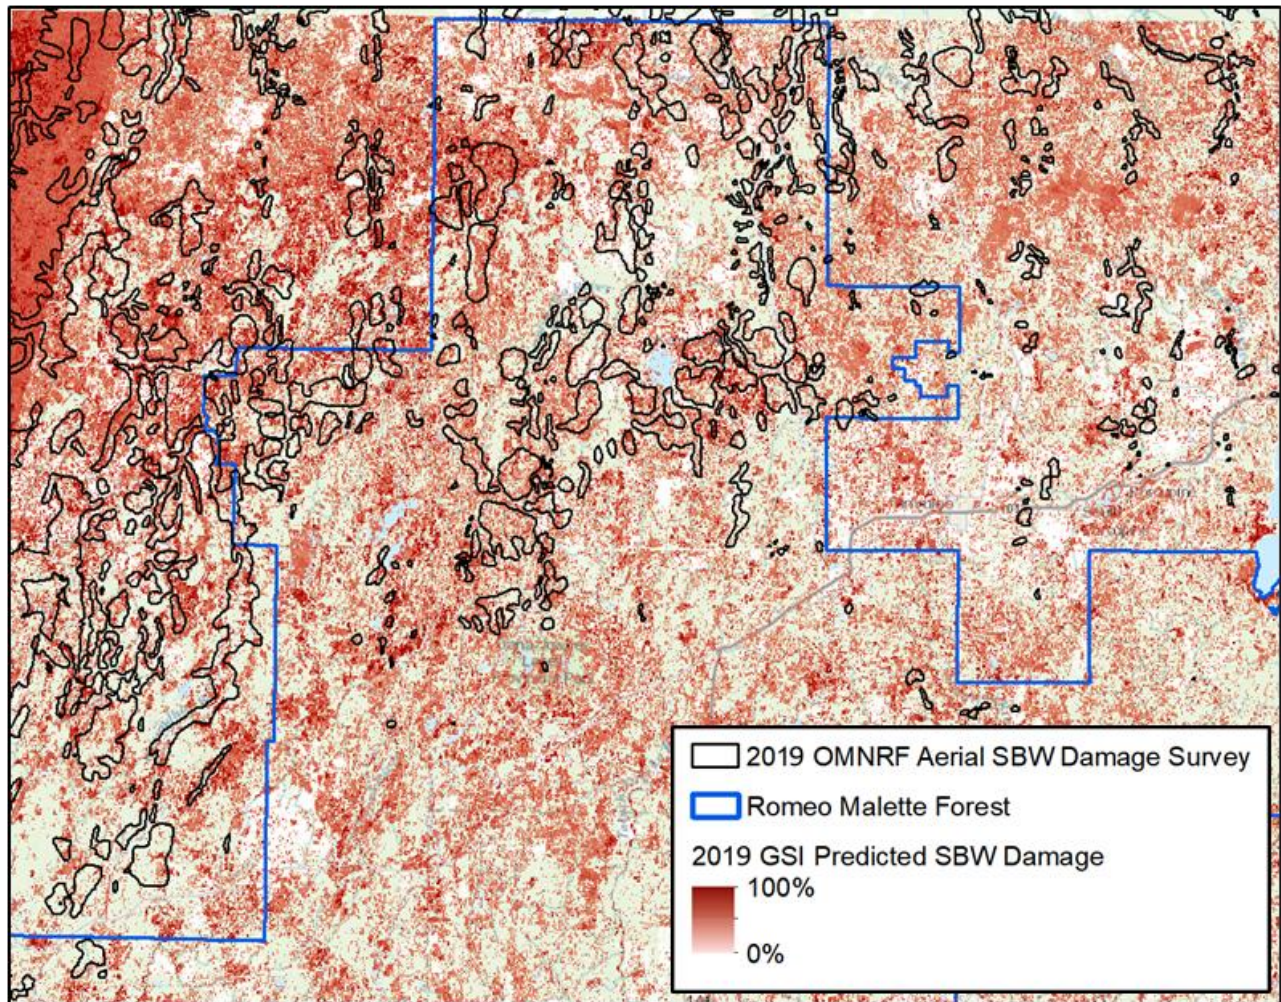 2019 OMNRF Aerial SBW Damage Survey
Romeo Malette Forest
2019 GSI Predicted SBW Damage
100%
0%